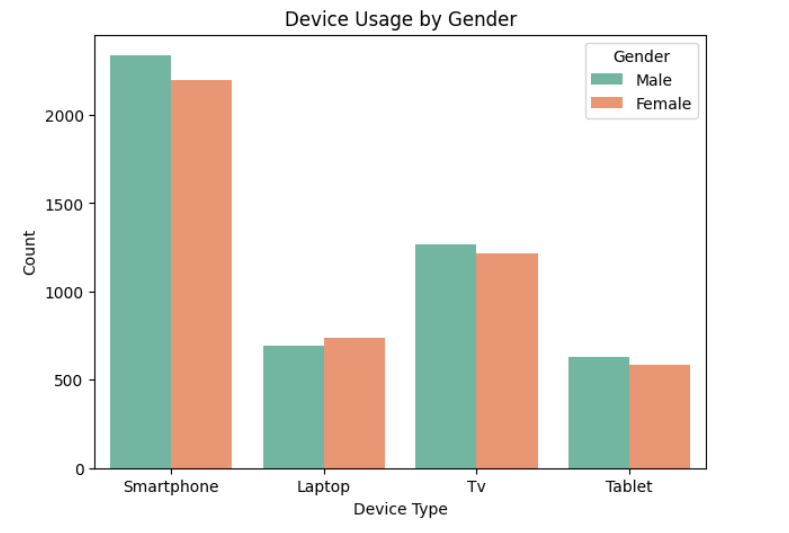 Device Usage by Gender
Gender
Male
Female
2000
1500
1000
500
0
Count
Smartphone Laptop Tv Tablet
Device Type